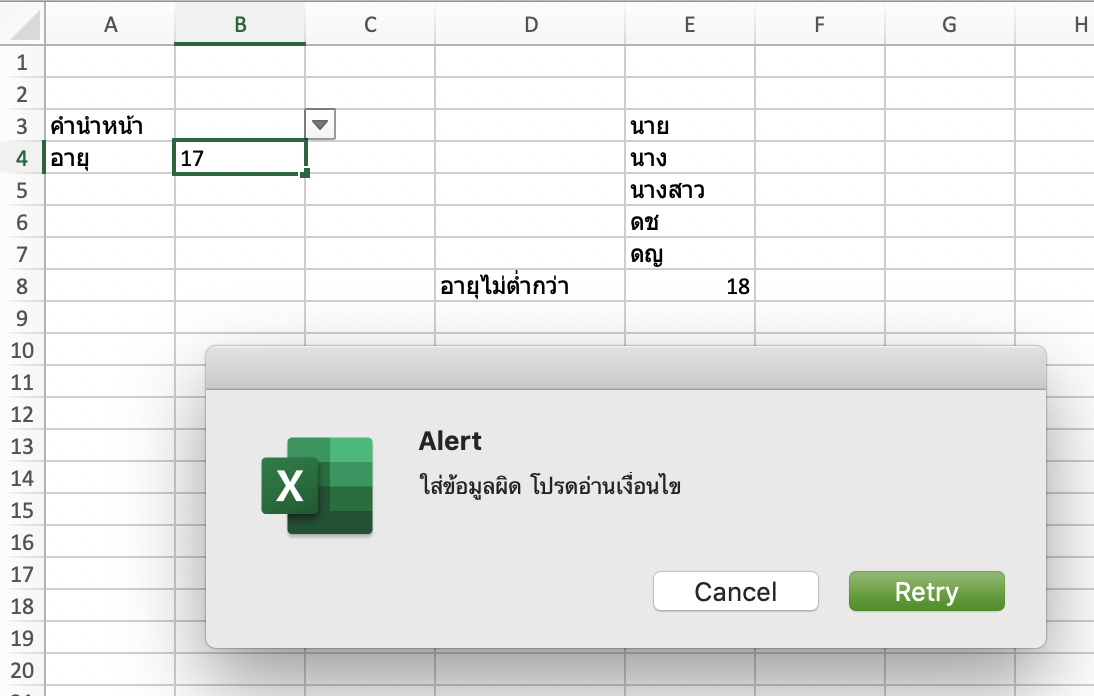 A B C D E F G H
1
2
3 คำนำหน้า นาย
4 อายุ 17 นาง
5 นางสาว
6 ดช
7 ดญ
8 อายุไม่ต่ำกว่า 18
9
10
11
12
13
14
15
16
17
18
19
20
X
Alert
ใส่ข้อมูลผิด โปรดอ่านเงื่อนไข
Cancel Retry